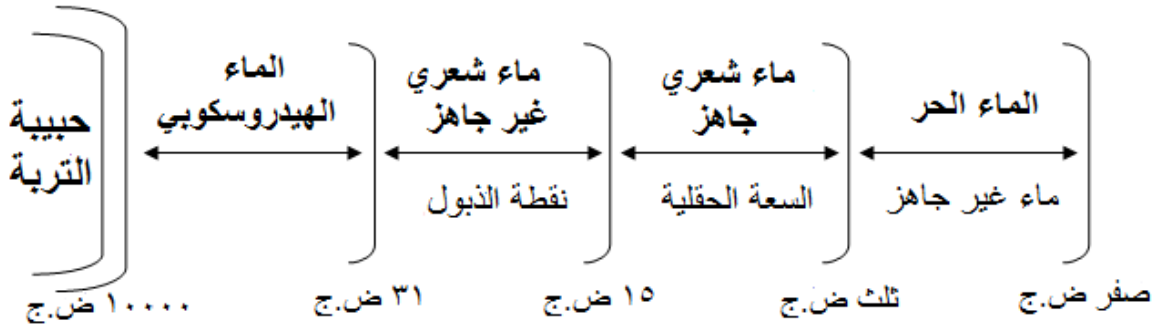 الماء الحر
ماء غير جاهز
ماء شعري
جاهز
السعة الحقلية
ماء شعري
غير جاهز
نقطة الذبول
الماء
الهيدروسكوبي
حبيبة
التربة
صفر ض.ج
ثلث ض.ج
١٥ ض.ج
٣١ ض.ج
١٠٠٠٠ ض.ج